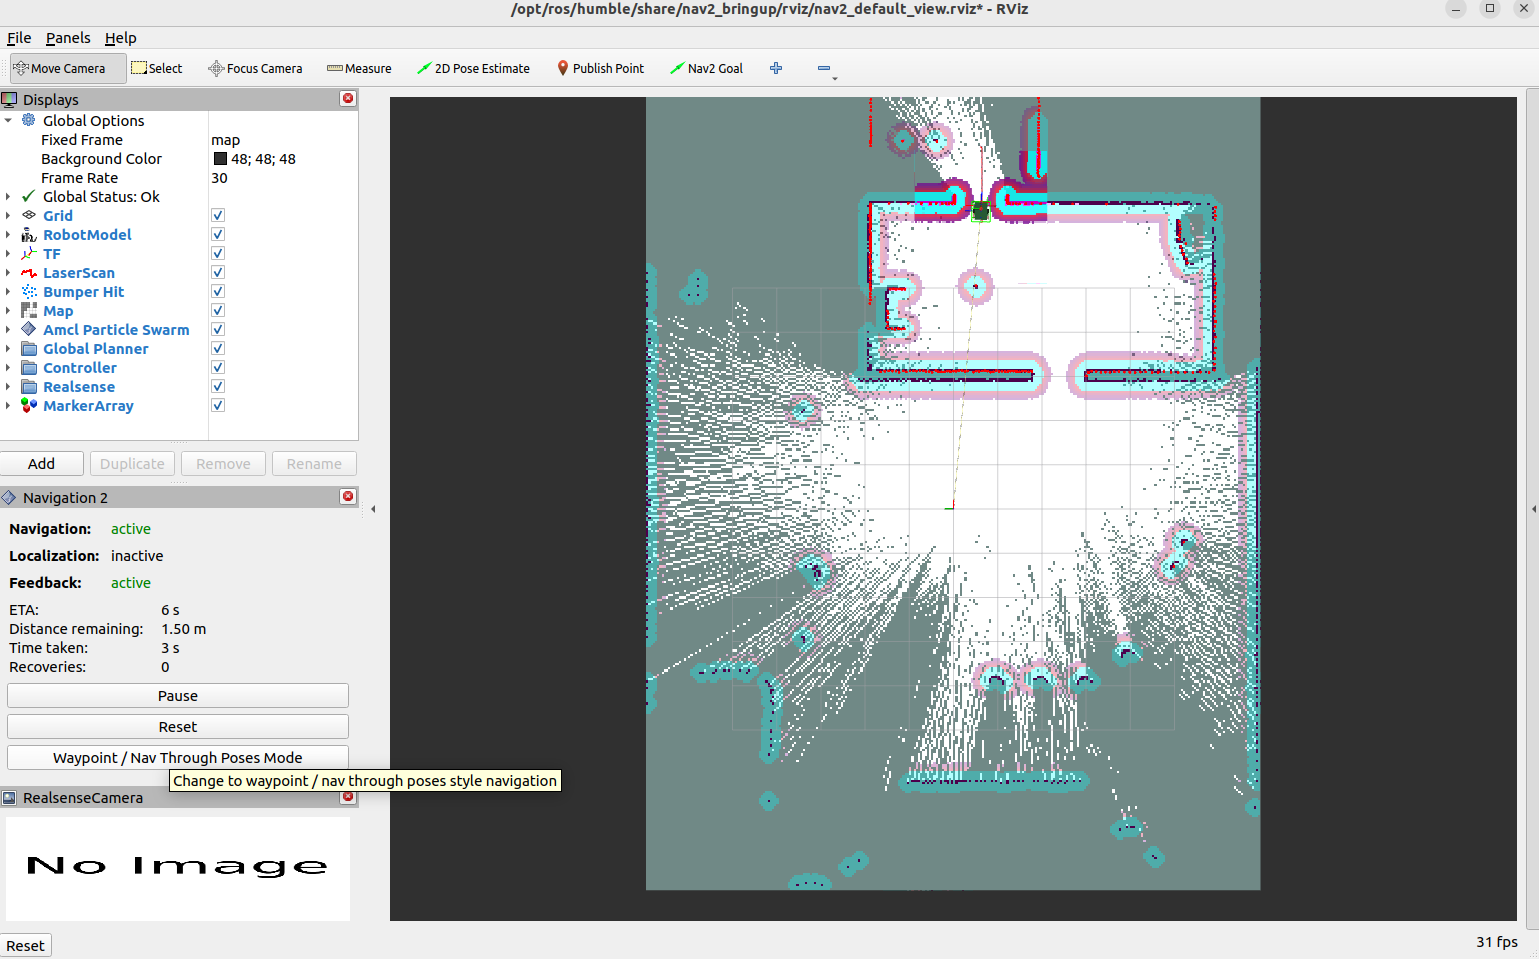 /opt/ros/humble/share/nav2_bringup/rviz/nav2_default_view.rviz* - RViz
File Panels Help
Move Camera Select Focus Camera Measure 2D Pose Estimate Publish Point Nav2 Goal
Displays
Global Options
Fixed Frame map
Background Color 48; 48; 48
Frame Rate 30
Global Status: Ok
Grid
RobotModel
TF
LaserScan
Bumper Hit
Map
Amcl Particle Swarm
Global Planner
Controller
Realsense
MarkerArray
Add Duplicate Remove Rename
Navigation 2
Navigation: active
Localization: inactive
Feedback: active
ETA: 6 s
Distance remaining: 1.50 m
Time taken: 3 s
Recoveries: 0
Pause
Reset
Waypoint / Nav Through Poses Mode
Change to waypoint / nav through poses style navigation
RealsenseCamera
No Image
Reset
31 fps